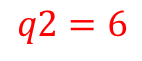 q2 = 6